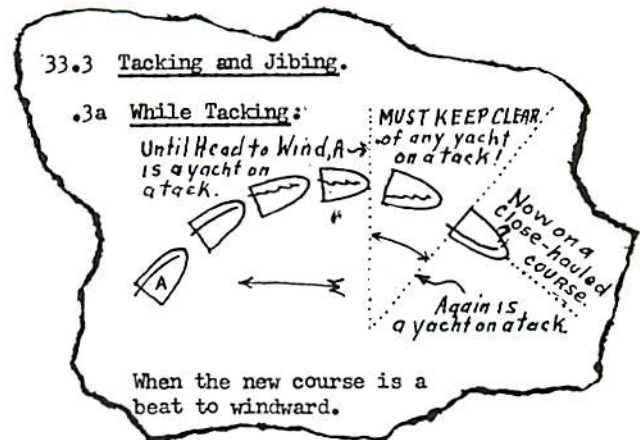 33.3 Tacking and Jibing.
.3a While Tacking:
Until Head to Wind, A
is a yacht on
a tack.
MUST KEEP CLEAR
of any yacht
on a tack!
A
Now on a
close-hauled
course.
Again is
a yacht on a tack.
When the new course is a
beat to windward.